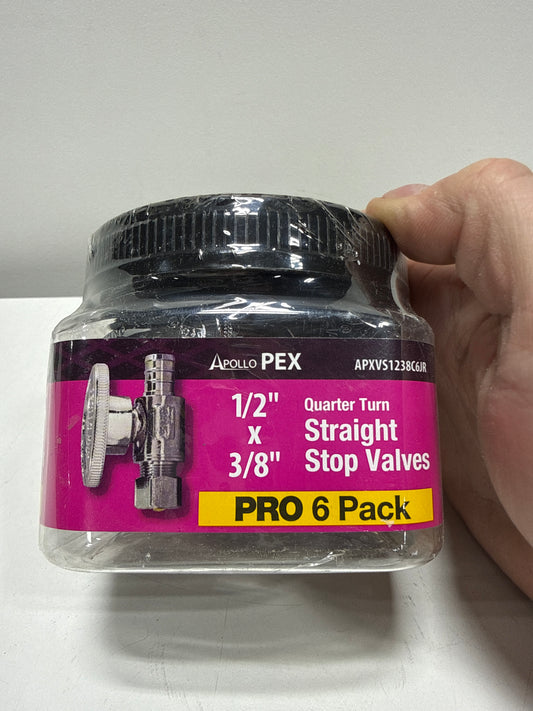 APOLLO PEX
APXVS1238C6JR
1/2"
x
3/8"
Quarter Turn
Straight
Stop Valves
PRO 6 Pack